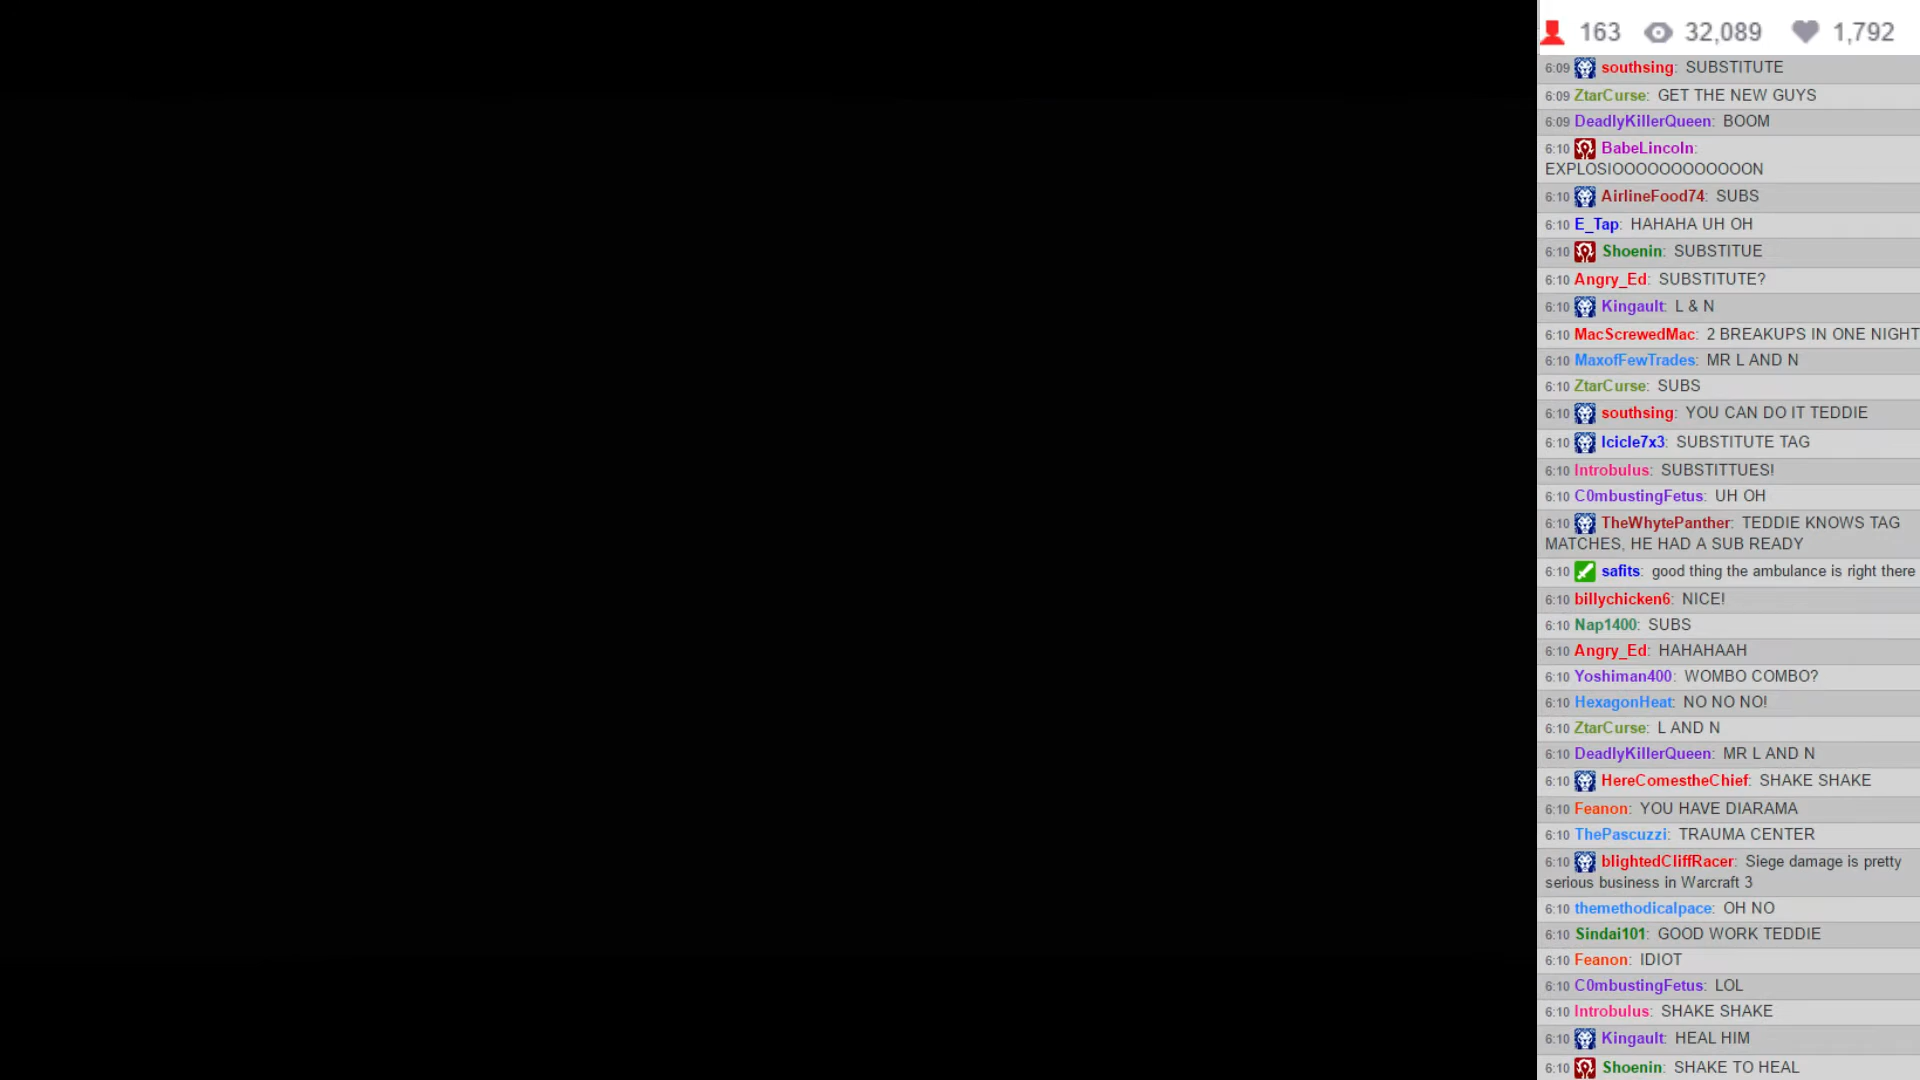 163 32,089 1,792
6:09 southsing: SUBSTITUTE
6:09 ZtarCurse: GET THE NEW GUYS
6:09 DeadlyKillerQueen: BOOM
6:10 BabeLincoln:
EXPLOSIOOOOOOOOOOOON
6:10 AirlineFood74: SUBS
6:10 E_Tap: HAHAHA UH OH
6:10 Shoenin: SUBSTITUE
6:10 Angry_Ed: SUBSTITUTE?
6:10 Kingault: L & N
6:10 MacScrewedMac: 2 BREAKUPS IN ONE NIGHT
6:10 MaxofFewTrades: MR L AND N
6:10 ZtarCurse: SUBS
6:10 southsing: YOU CAN DO IT TEDDIE
6:10 Icicle7x3: SUBSTITUTE TAG
6:10 Introbulus: SUBSTITTUES!
6:10 C0mbustingFetus: UH OH
6:10 TheWhytePanther: TEDDIE KNOWS TAG
MATCHES, HE HAD A SUB READY
6:10 safits: good thing the ambulance is right there
6:10 billychicken6: NICE!
6:10 Nap1400: SUBS
6:10 Angry_Ed: HAHAHAAH
6:10 Yoshiman400: WOMBO COMBO?
6:10 HexagonHeat: NO NO NO!
6:10 ZtarCurse: L AND N
6:10 DeadlyKillerQueen: MR L AND N
6:10 HereComestheChief: SHAKE SHAKE
6:10 Feanon: YOU HAVE DIARAMA
6:10 ThePascuzzi: TRAUMA CENTER
6:10 blightedCliffRacer: Siege damage is pretty
serious business in Warcraft 3
6:10 themethodicalpace: OH NO
6:10 Sindai101: GOOD WORK TEDDIE
6:10 Feanon: IDIOT
6:10 C0mbustingFetus: LOL
6:10 Introbulus: SHAKE SHAKE
6:10 Kingault: HEAL HIM
6:10 Shoenin: SHAKE TO HEAL